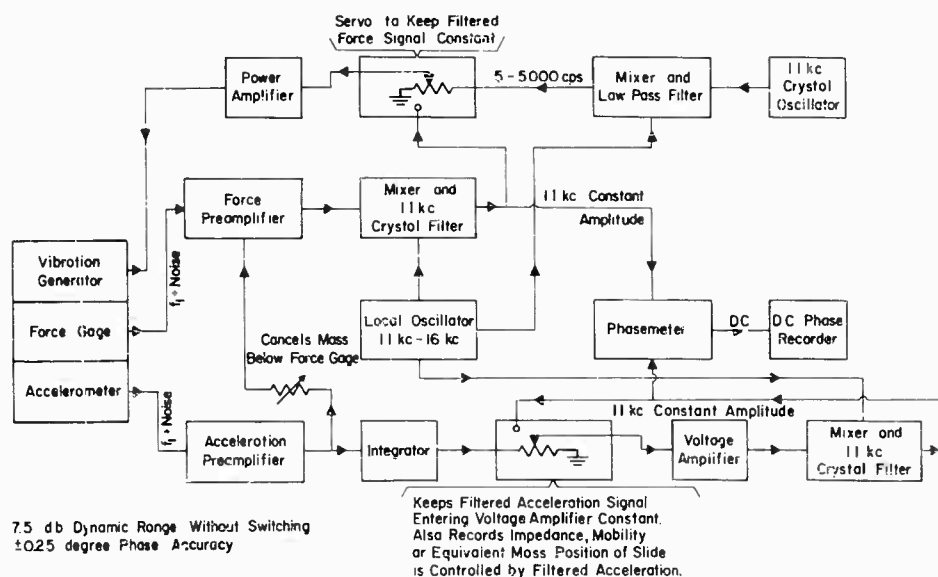 Servo to Keep Filtered
Force Signal Constant
Power
Amplifier
5-5000 cps
Mixer and
Law Pass Filter
11 kc
Crystal
Oscillator
Force
Preamplifier
Mixer and
11 kc
Crystal Filter
11 kc Constant
Amplitude
Vibration
Generator
Force Gage
Accelerometer
f₁+Noise
Cancels Mass
Below Force Gage
Local Oscillator
11 kc-16 kc
Phasemeter
DC
DC Phase
Recorder
f₁+Noise
11 kc Constant Amplitude
Acceleration
Preamplifier
Integrator
Voltage
Amplifier
Mixer and
11 kc
Crystal Filter
Keeps Filtered Acceleration Signal
Entering Voltage Amplifier Constant.
Also Records Impedance, Mobility
or Equivalent Moss Position of Slide
is Controlled by Filtered Acceleration.
7.5 db Dynamic Range Without Switching
±0.25 degree Phase Accuracy